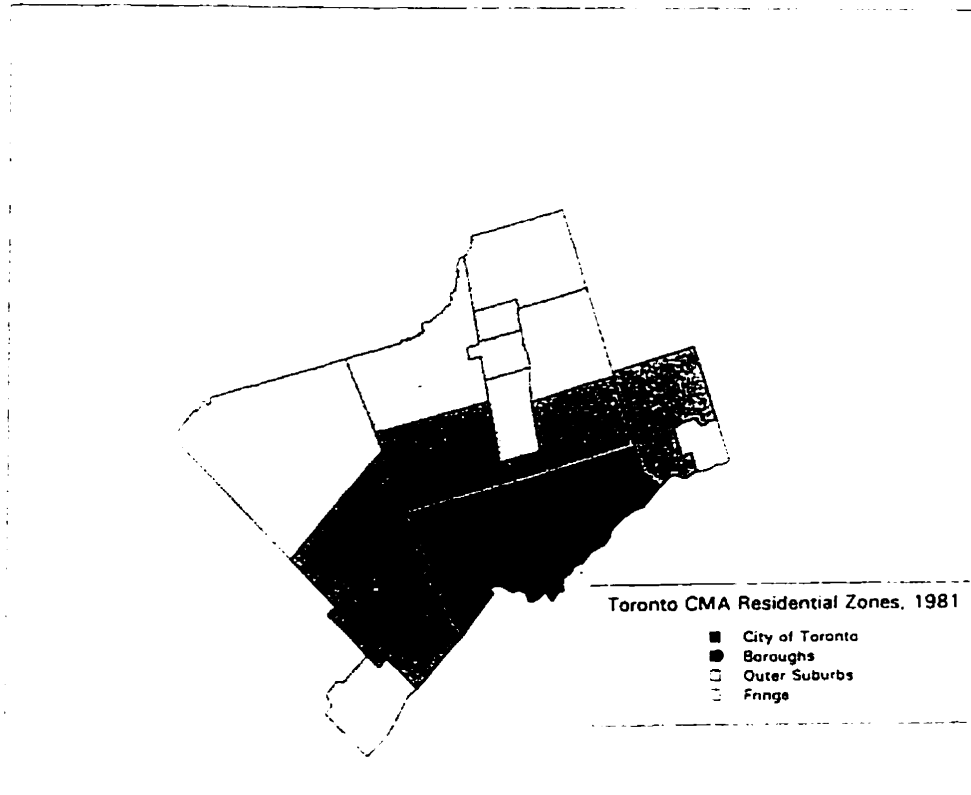 Toronto CMA Residential Zones, 1981
City of Toronto
Boroughs
Outer Suburbs
Fringe